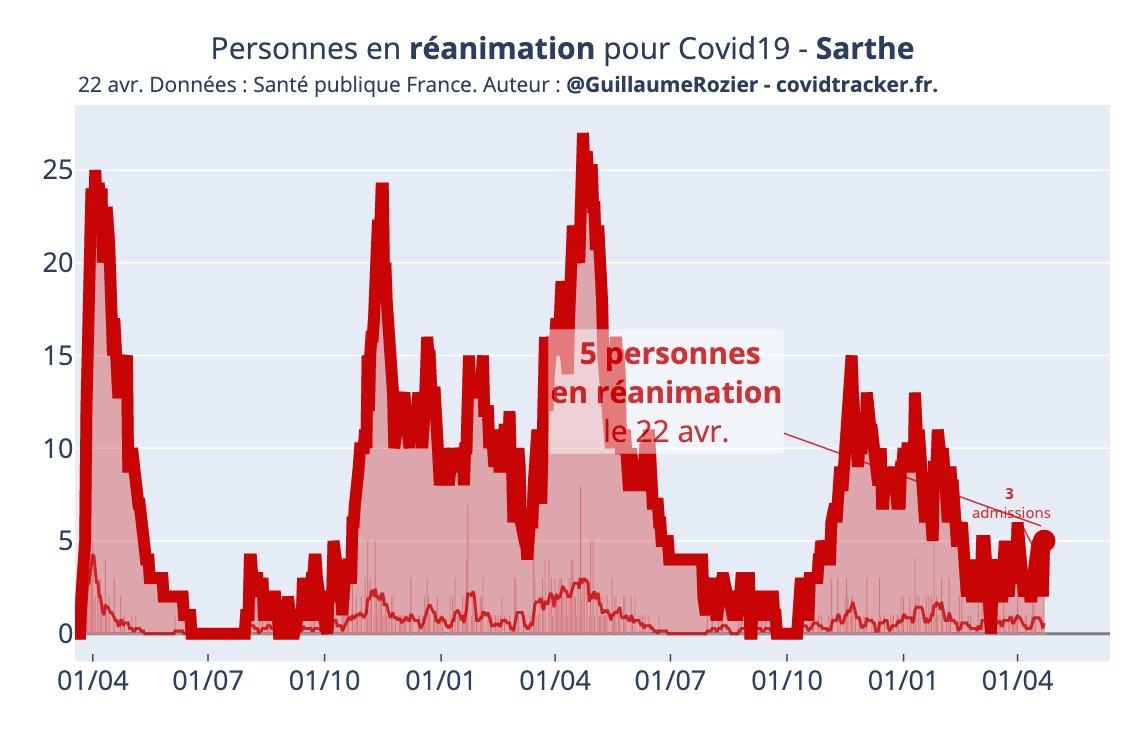 Personnes en réanimation pour Covid19 - Sarthe
22 avr. Données : Santé publique France. Auteur : @GuillaumeRozier - covidtracker.fr.
25
20
15
10
5
0
5 personnes
en réanimation
le 22 avr.
3
admissions
01/04
01/07
01/10
01/01
01/04
01/07
01/10
01/01
01/04